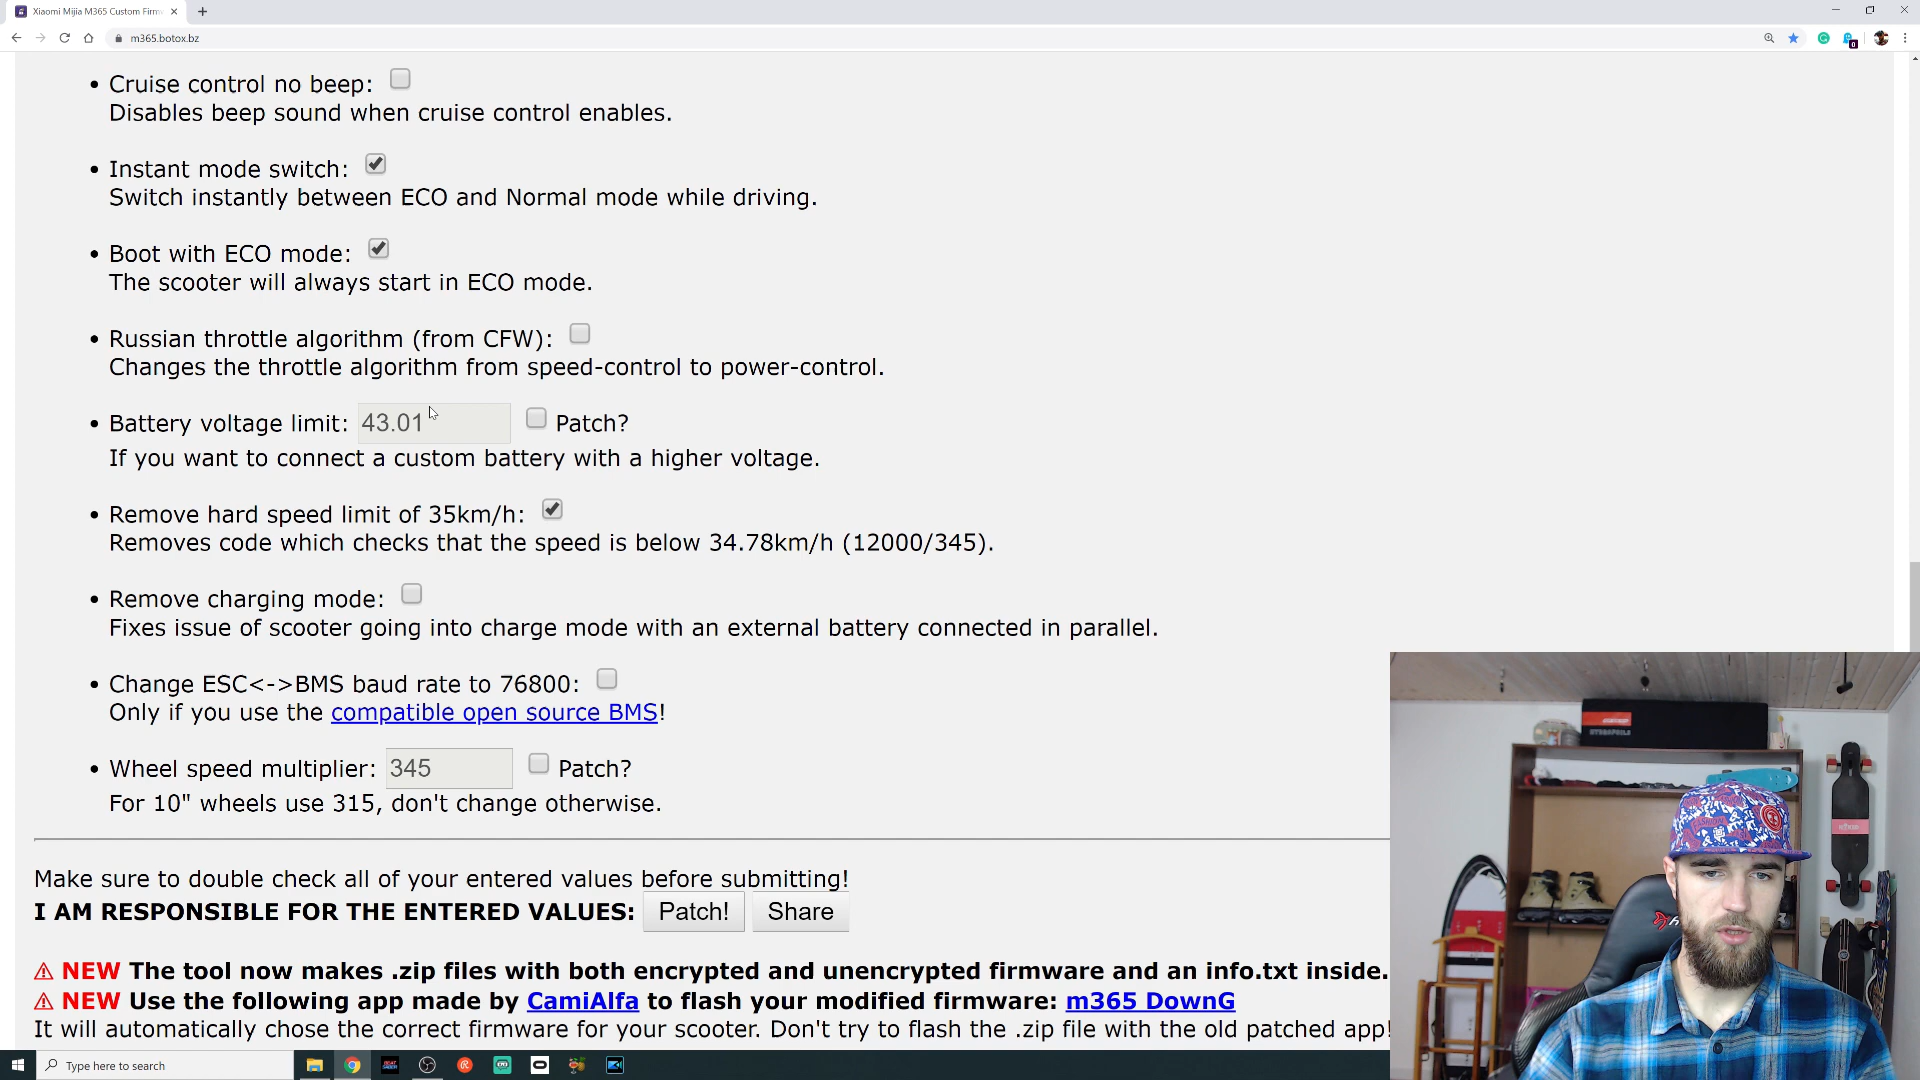 Xiaomi Mijia M365 Custom Firm
m365.botox.bz
0
Cruise control no beep:
Disables beep sound when cruise control enables.
Instant mode switch:
Switch instantly between ECO and Normal mode while driving.
Boot with ECO mode:
The scooter will always start in ECO mode.
Russian throttle algorithm (from CFW):
Changes the throttle algorithm from speed-control to power-control.
Battery voltage limit: 43.01 Patch?
If you want to connect a custom battery with a higher voltage.
Remove hard speed limit of 35km/h:
Removes code which checks that the speed is below 34.78km/h (12000/345).
Remove charging mode:
Fixes issue of scooter going into charge mode with an external battery connected in parallel.
Change ESC<->BMS baud rate to 76800:
Only if you use the compatible open source BMS!
Wheel speed multiplier: 345 Patch?
For 10" wheels use 315, don't change otherwise.
Make sure to double check all of your entered values before submitting!
I AM RESPONSIBLE FOR THE ENTERED VALUES: Patch! Share
⚠ NEW The tool now makes .zip files with both encrypted and unencrypted firmware and an info.txt inside.
⚠ NEW Use the following app made by CamiAlfa to flash your modified firmware: m365 DownG
It will automatically chose the correct firmware for your scooter. Don't try to flash the .zip file with the old patched app!
Type here to search